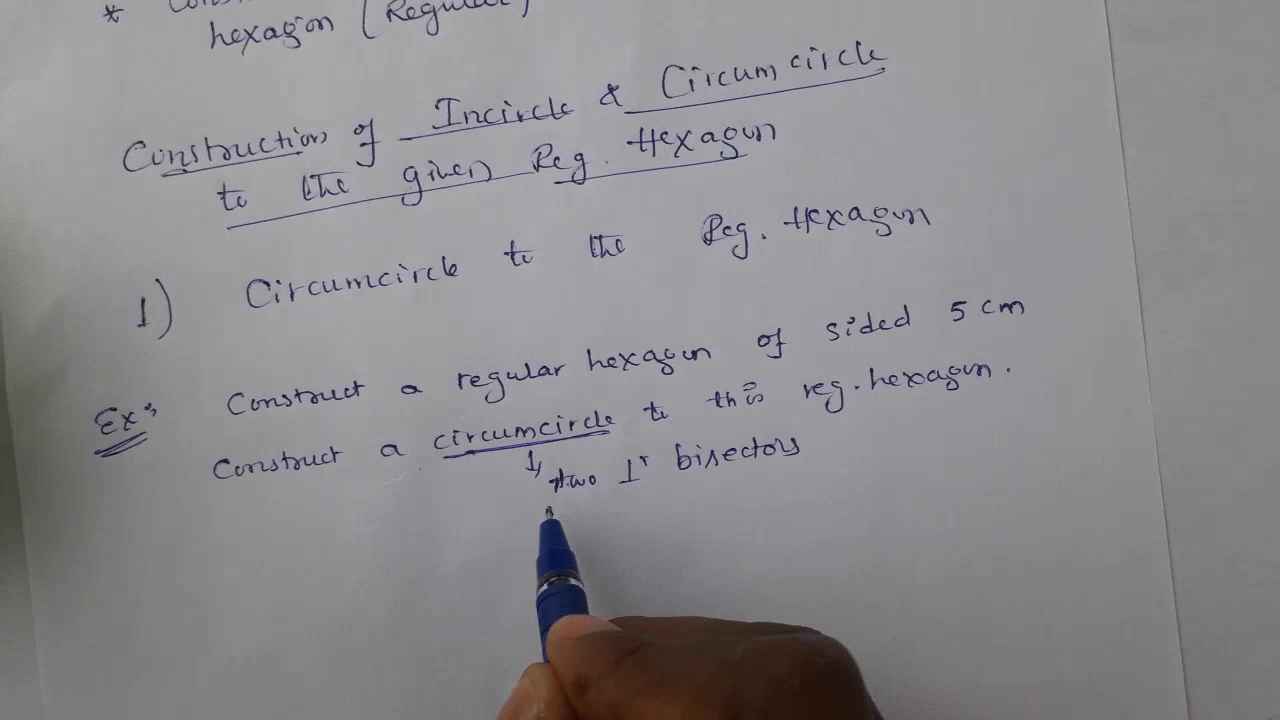 * Cons
hexagon (Regular)
Construction of Incircle & Circumcircle
to the given Reg. Hexagon
1) Circumcircle to the Reg. Hexagon
Ex: Construct a regular hexagon of sided 5 cm
Construct a circumcircle to this reg. hexagon.
↳ two ⊥r bisectors